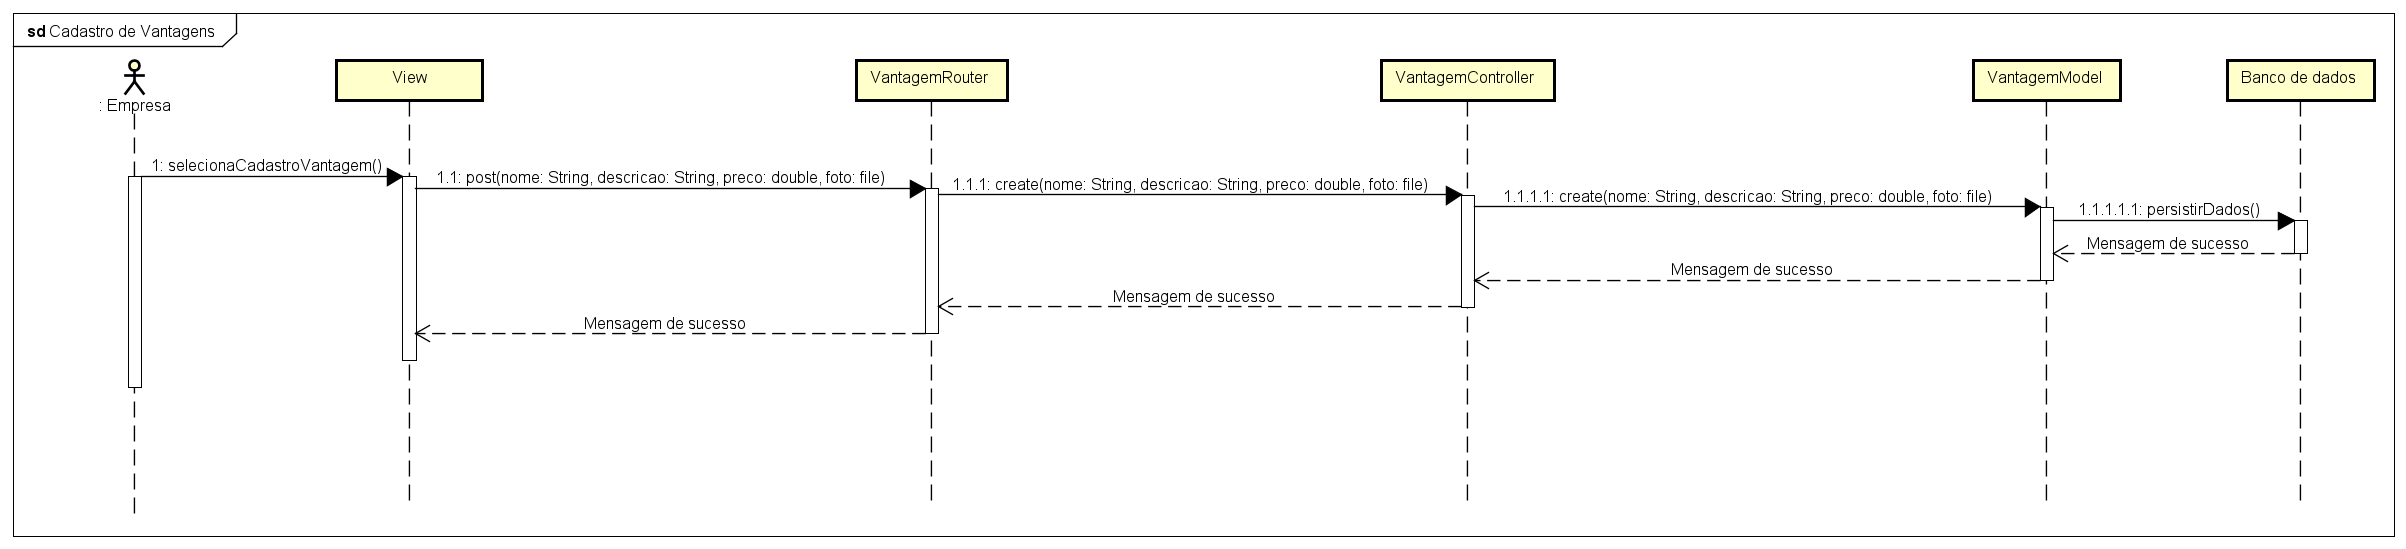 sd Cadastro de Vantagens
: Empresa
View
VantagemRouter
VantagemController
VantagemModel
Banco de dados
1: selecionaCadastroVantagem()
1.1: post(nome: String, descricao: String, preco: double, foto: file)
1.1.1: create(nome: String, descricao: String, preco: double, foto: file)
1.1.1.1: create(nome: String, descricao: String, preco: double, foto: file)
1.1.1.1.1: persistirDados()
Mensagem de sucesso
Mensagem de sucesso
Mensagem de sucesso
Mensagem de sucesso